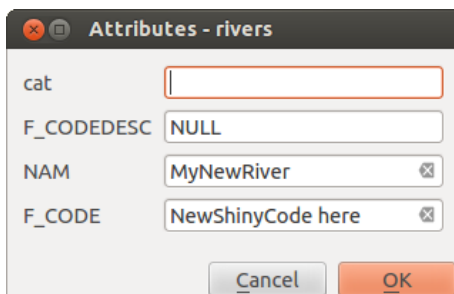 Attributes - rivers
cat
F_CODEDESC NULL
NAM MyNewRiver
F_CODE NewShinyCode here
Cancel OK